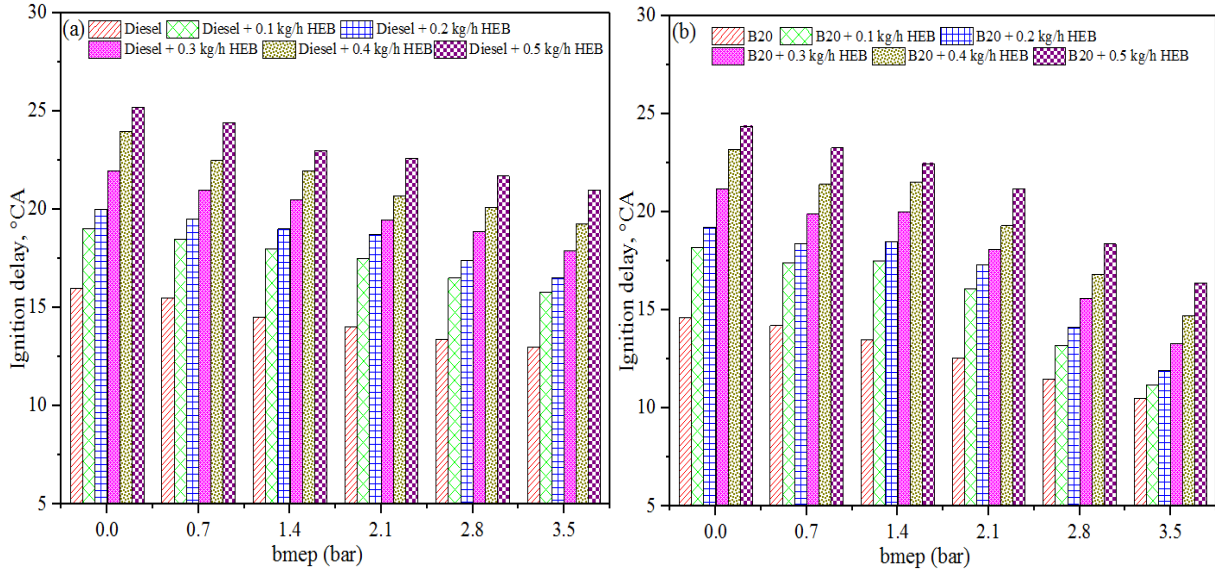 (a)
Diesel Diesel + 0.1 kg/h HEB Diesel + 0.2 kg/h HEB
Diesel + 0.3 kg/h HEB Diesel + 0.4 kg/h HEB Diesel + 0.5 kg/h HEB
30
25
20
15
10
5
Ignition delay, °CA
0.0 0.7 1.4 2.1 2.8 3.5
bmep (bar)
(b)
B20 B20 + 0.1 kg/h HEB B20 + 0.2 kg/h HEB
B20 + 0.3 kg/h HEB B20 + 0.4 kg/h HEB B20 + 0.5 kg/h HEB
30
25
20
15
10
5
Ignition delay, °CA
0.0 0.7 1.4 2.1 2.8 3.5
bmep (bar)